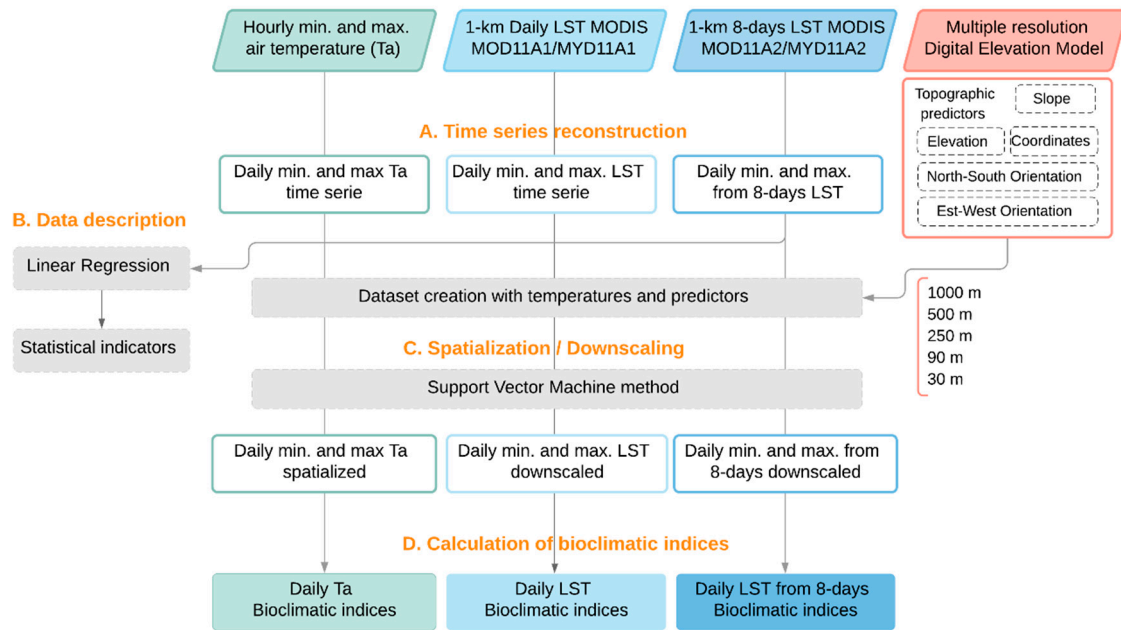 Hourly min. and max.
air temperature (Ta)
1-km Daily LST MODIS
MOD11A1/MYD11A1
1-km 8-days LST MODIS
MOD11A2/MYD11A2
Multiple resolution
Digital Elevation Model
Topographic
predictors
Slope
Elevation
Coordinates
North-South Orientation
Est-West Orientation
A. Time series reconstruction
Daily min. and max Ta
time serie
Daily min. and max. LST
time serie
Daily min. and max.
from 8-days LST
B. Data description
Linear Regression
Statistical indicators
Dataset creation with temperatures and predictors
1000 m
500 m
250 m
90 m
30 m
C. Spatialization / Downscaling
Support Vector Machine method
Daily min. and max Ta
spatialized
Daily min. and max. LST
downscaled
Daily min. and max. from
8-days downscaled
D. Calculation of bioclimatic indices
Daily Ta
Bioclimatic indices
Daily LST
Bioclimatic indices
Daily LST from 8-days
Bioclimatic indices